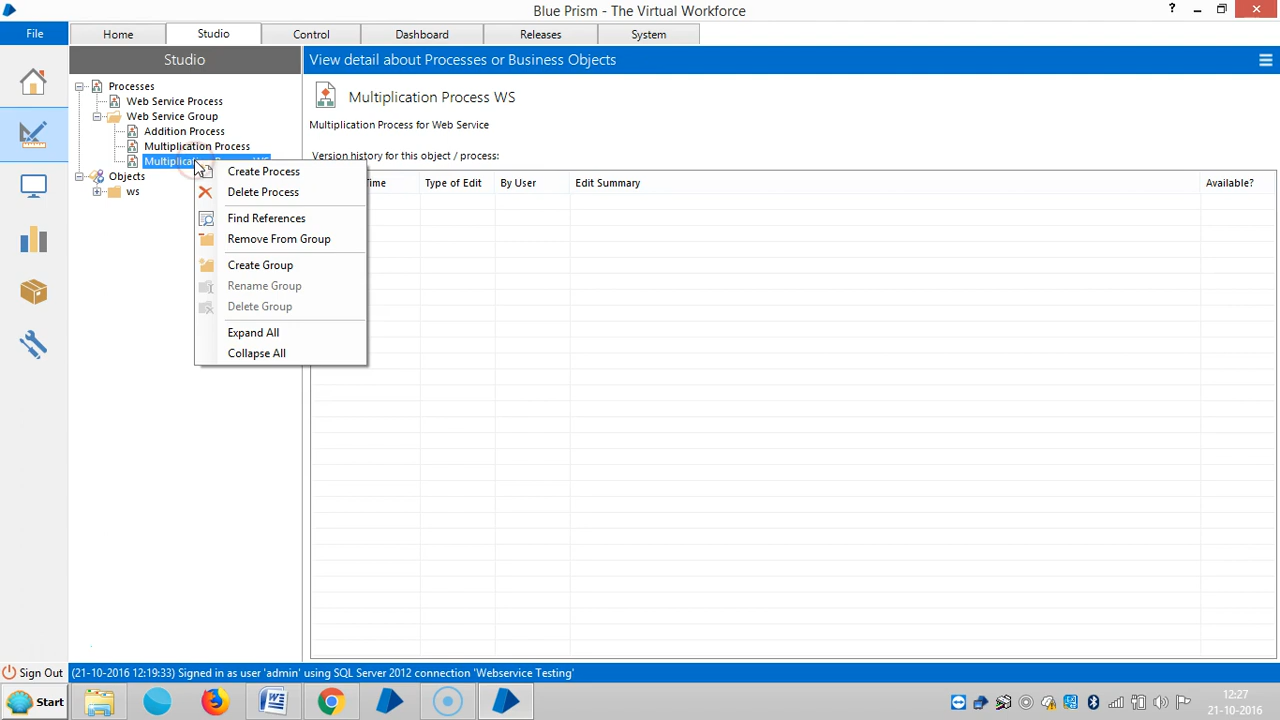 Blue Prism - The Virtual Workforce
?
File
Home
Studio
Control
Dashboard
Releases
System
Studio
View detail about Processes or Business Objects
Processes
Web Service Process
Web Service Group
Addition Process
Multiplication Process
Objects
ws
Multiplication Process WS
Multiplication Process for Web Service
Version history for this object / process:
Time
Type of Edit
By User
Edit Summary
Available?
Create Process
Delete Process
Find References
Remove From Group
Create Group
Rename Group
Delete Group
Expand All
Collapse All
Sign Out
(21-10-2016 12:19:33) Signed in as user 'admin' using SQL Server 2012 connection 'Webservice Testing'
Start
12:27
21-10-2016